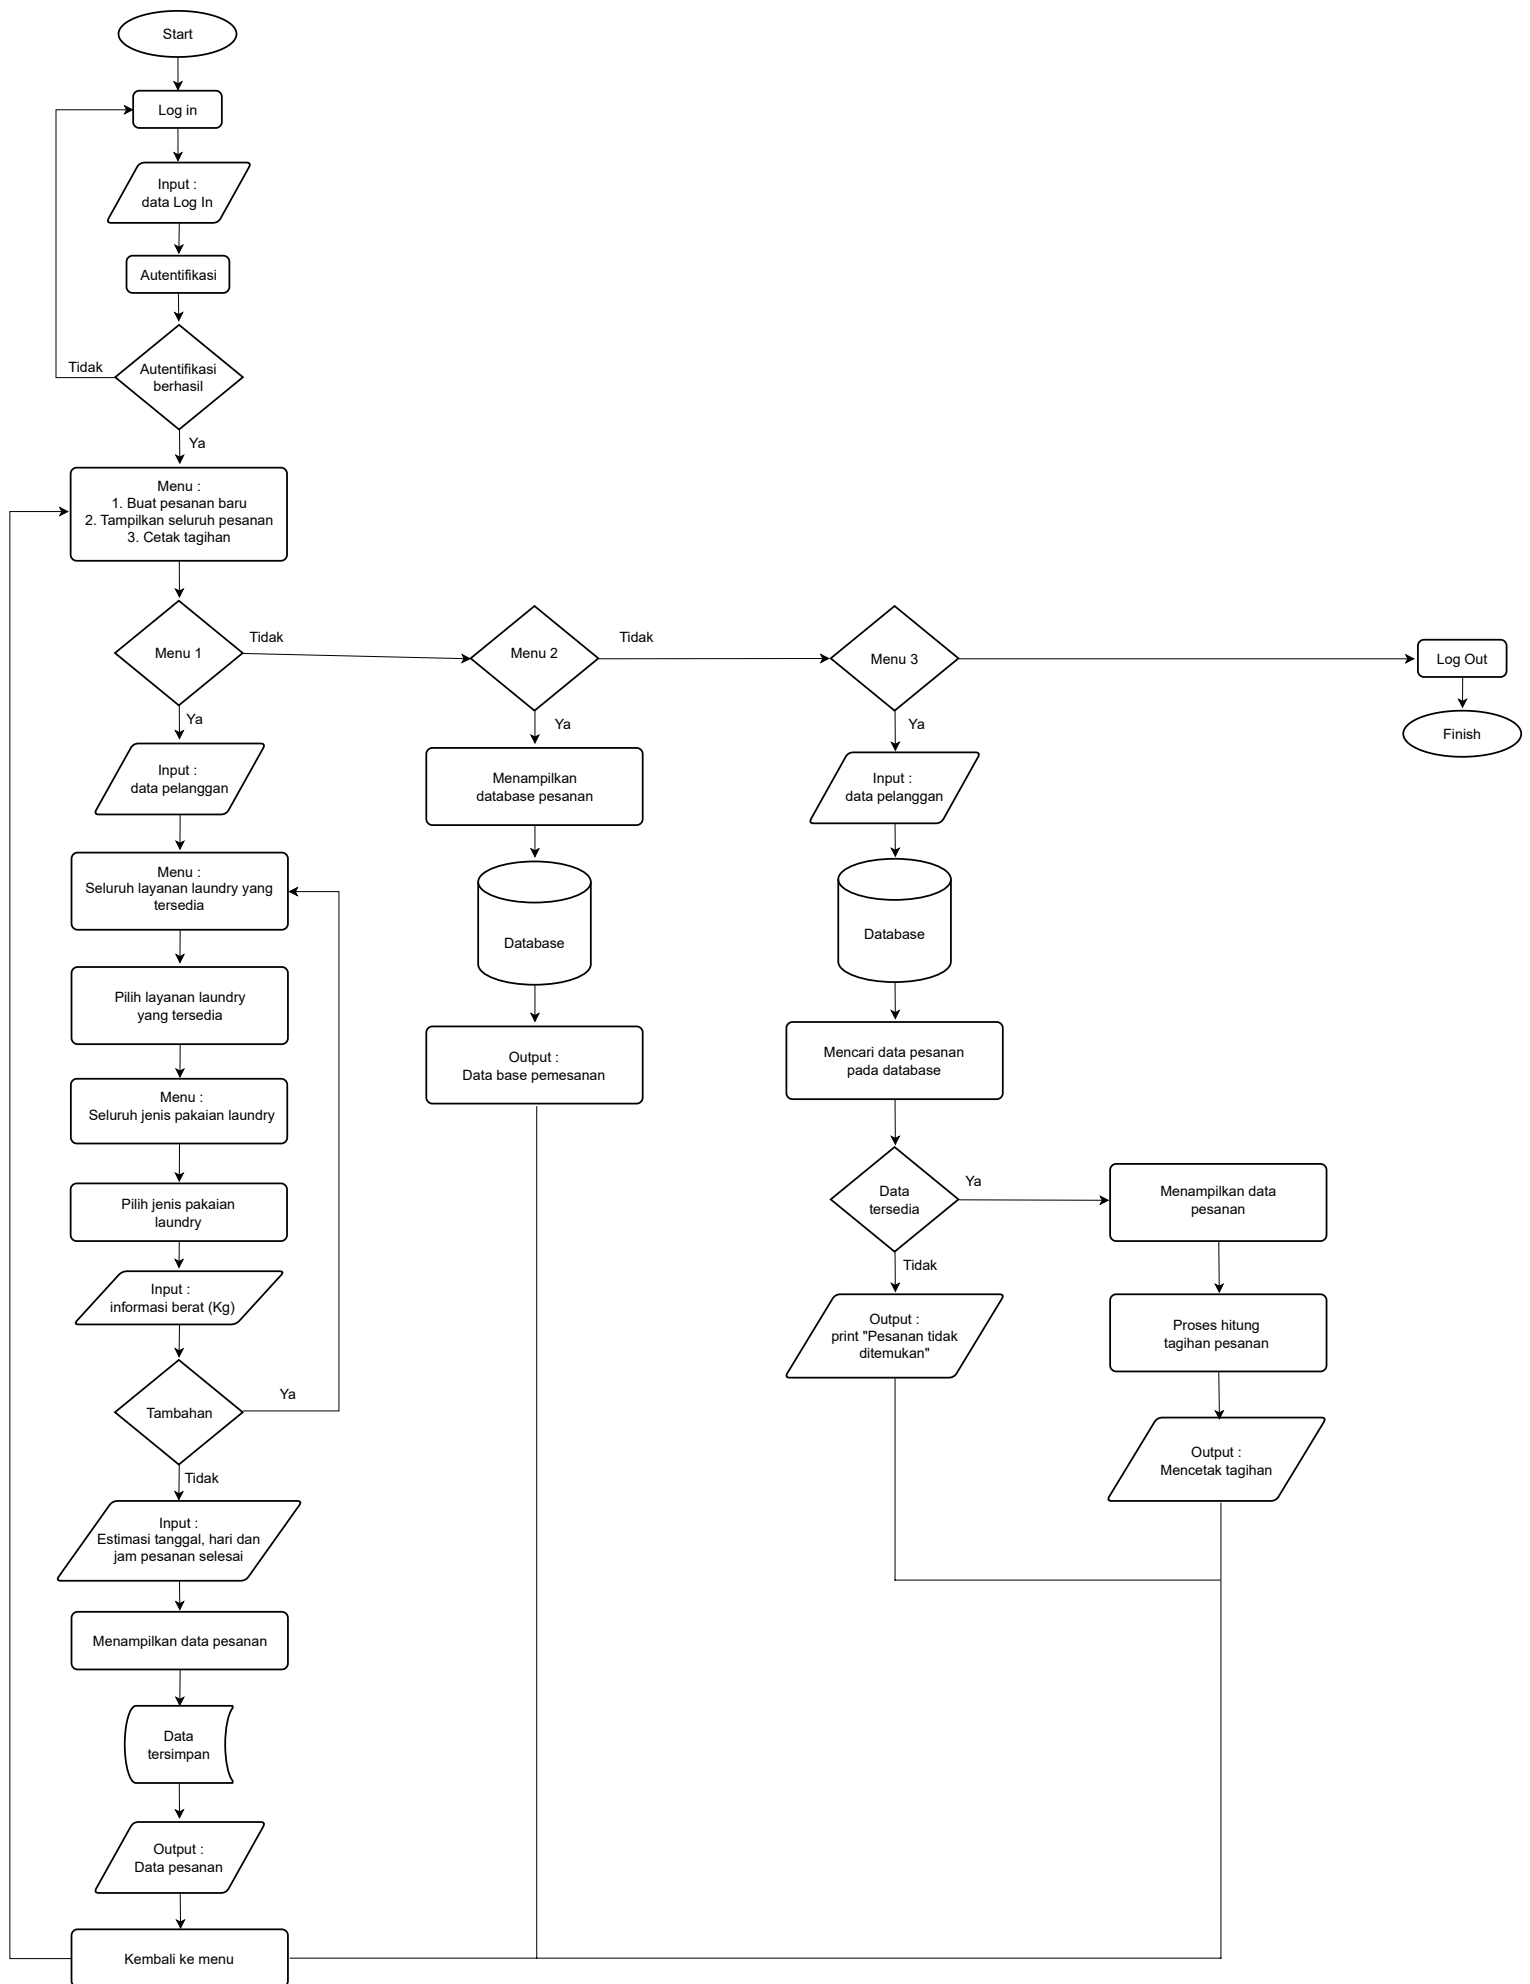 Start
Log in
Input :
data Log In
Autentifikasi
Autentifikasi
berhasil
Tidak
Ya
Menu :
1. Buat pesanan baru
2. Tampilkan seluruh pesanan
3. Cetak tagihan
Menu 1
Tidak
Ya
Input :
data pelanggan
Menu :
Seluruh layanan laundry yang
tersedia
Pilih layanan laundry
yang tersedia
Menu :
Seluruh jenis pakaian laundry
Pilih jenis pakaian
laundry
Input :
informasi berat (Kg)
Tambahan
Ya
Tidak
Input :
Estimasi tanggal, hari dan
jam pesanan selesai
Menampilkan data pesanan
Data
tersimpan
Output :
Data pesanan
Kembali ke menu
Menu 2
Tidak
Ya
Menampilkan
database pesanan
Database
Output :
Data base pemesanan
Menu 3
Ya
Input :
data pelanggan
Database
Mencari data pesanan
pada database
Data
tersedia
Ya
Tidak
Output :
print "Pesanan tidak
ditemukan"
Menampilkan data
pesanan
Proses hitung
tagihan pesanan
Output :
Mencetak tagihan
Log Out
Finish